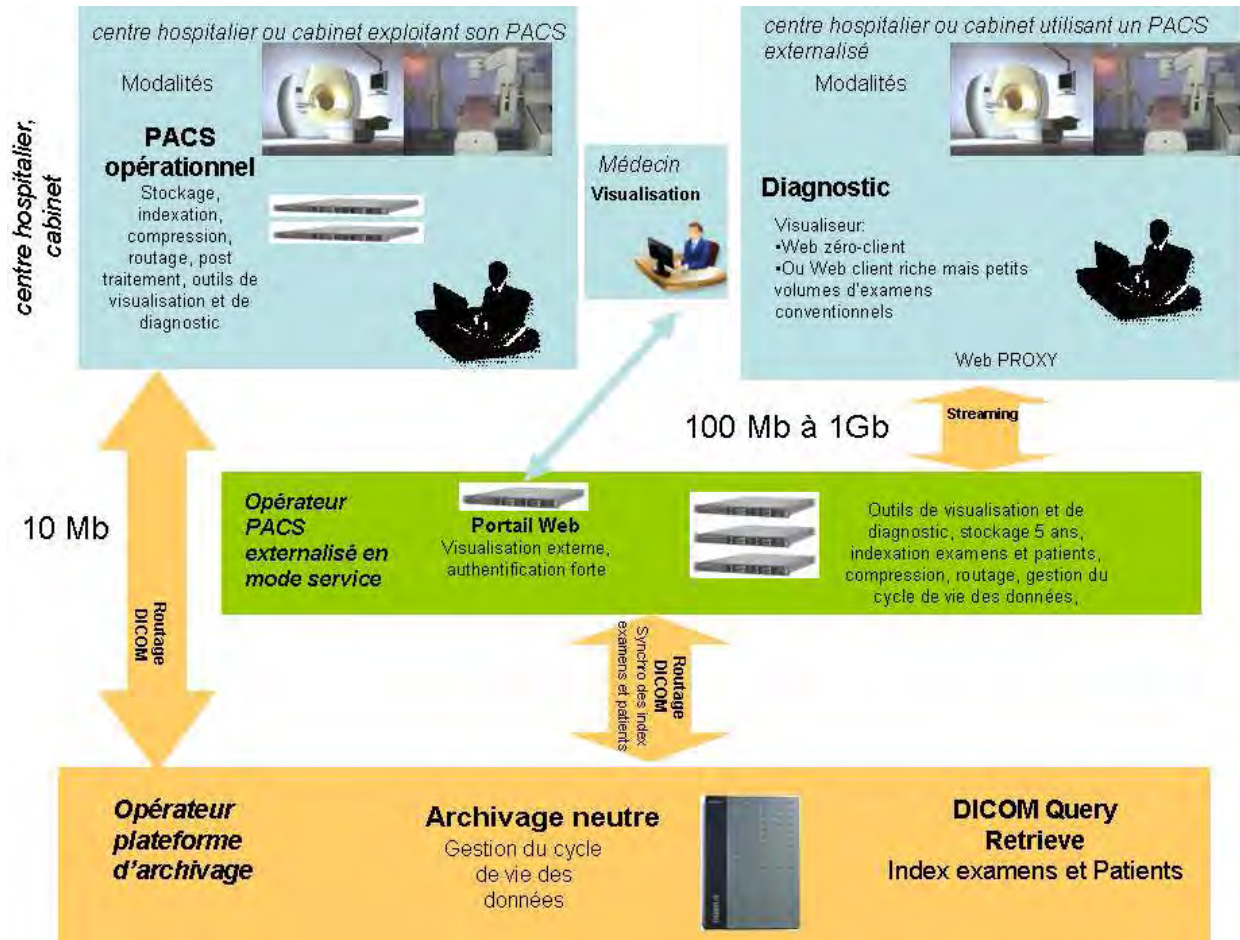 centre hospitalier, cabinet
centre hospitalier ou cabinet exploitant son PACS
Modalités
PACS
opérationnel
Stockage,
indexation,
compression,
routage, post
traitement, outils de
visualisation et de
diagnostic
Médecin
Visualisation
centre hospitalier ou cabinet utilisant un PACS
externalisé
Modalités
Diagnostic
Visualiseur:
•Web zéro-client
•Ou Web client riche mais petits
volumes d'examens
conventionnels
Web PROXY
10 Mb
Routage
DICOM
100 Mb à 1Gb
Streaming
Opérateur
PACS
externalisé en
mode service
Portail Web
Visualisation externe,
authentification forte
Outils de visualisation et de
diagnostic, stockage 5 ans,
indexation examens et patients,
compression, routage, gestion du
cycle de vie des données,
Routage
DICOM
Synchro des index
examens et patients
Opérateur
plateforme
d'archivage
Archivage neutre
Gestion du cycle
de vie des
données
DICOM Query
Retrieve
Index examens et Patients